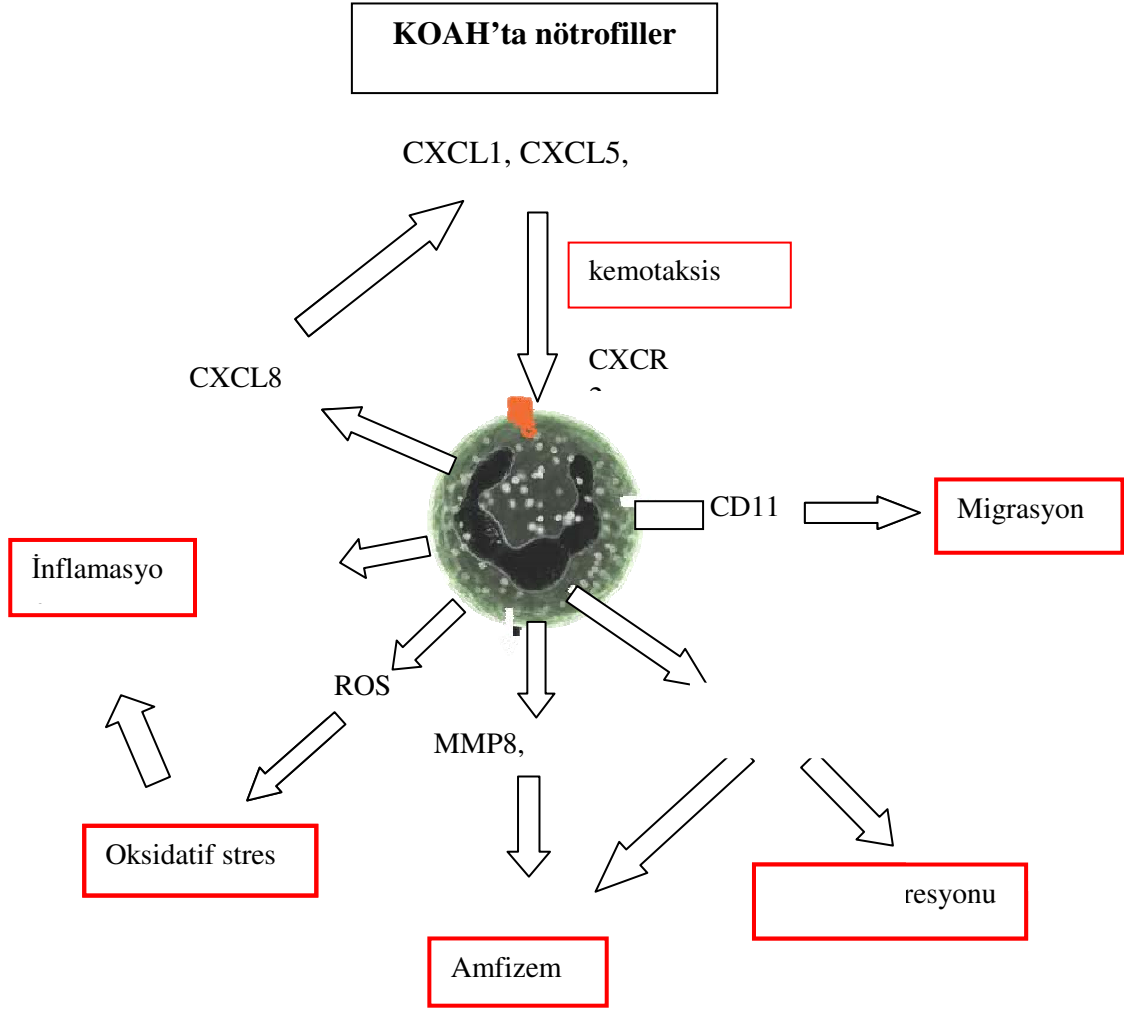 KOAH’ta nötrofiller
CXCL1, CXCL5,
kemotaksis
CXCR
CXCL8
CD11
Migrasyon
İnflamasyo
ROS
MMP8,
Oksidatif stres
resyonu
Amfizem